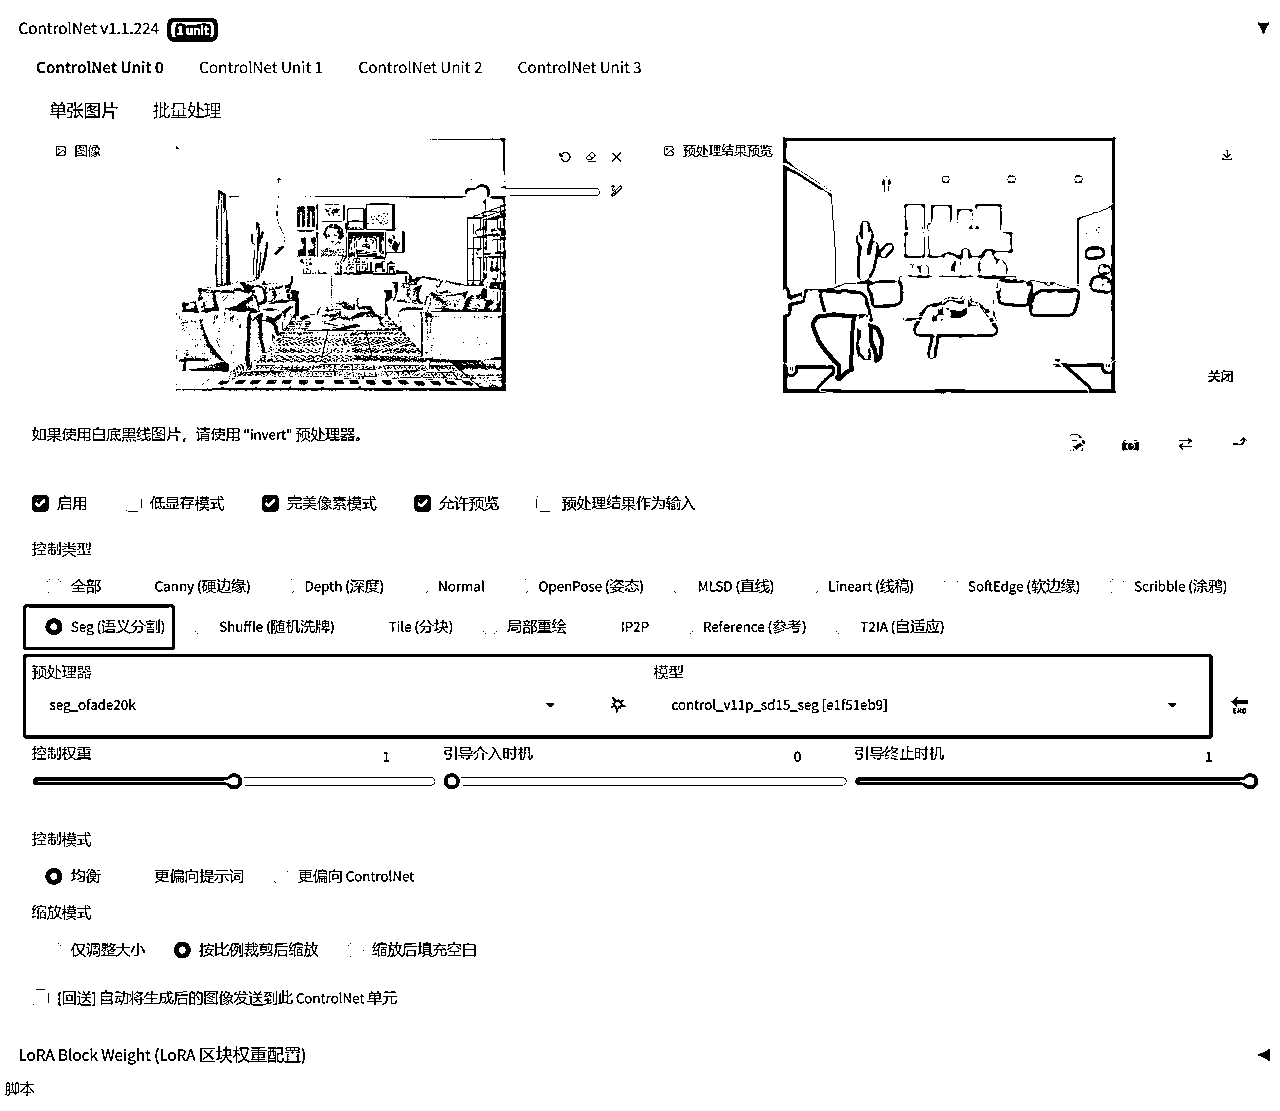 ControlNet v1.1.224 (1 unit)
ControlNet Unit 0 ControlNet Unit 1 ControlNet Unit 2 ControlNet Unit 3
单张图片 批量处理
图像 预处理结果预览
关闭
如果使用白底黑线图片，请使用 "invert" 预处理器。
启用 低显存模式 完美像素模式 允许预览 预处理结果作为输入
控制类型
全部 Canny (硬边缘) Depth (深度) Normal OpenPose (姿态) MLSD (直线) Lineart (线稿) SoftEdge (软边缘) Scribble (涂鸦)
Seg (语义分割) Shuffle (随机洗牌) Tile (分块) 局部重绘 IP2P Reference (参考) T2IA (自适应)
预处理器 模型
seg_ofade20k control_v11p_sd15_seg [e1f51eb9]
END
控制权重 1 引导介入时机 0 引导终止时机 1
控制模式
均衡 更偏向提示词 更偏向 ControlNet
缩放模式
仅调整大小 按比例裁剪后缩放 缩放后填充空白
[回送] 自动将生成后的图像发送到此 ControlNet 单元
LoRA Block Weight (LoRA 区块权重配置)
脚本